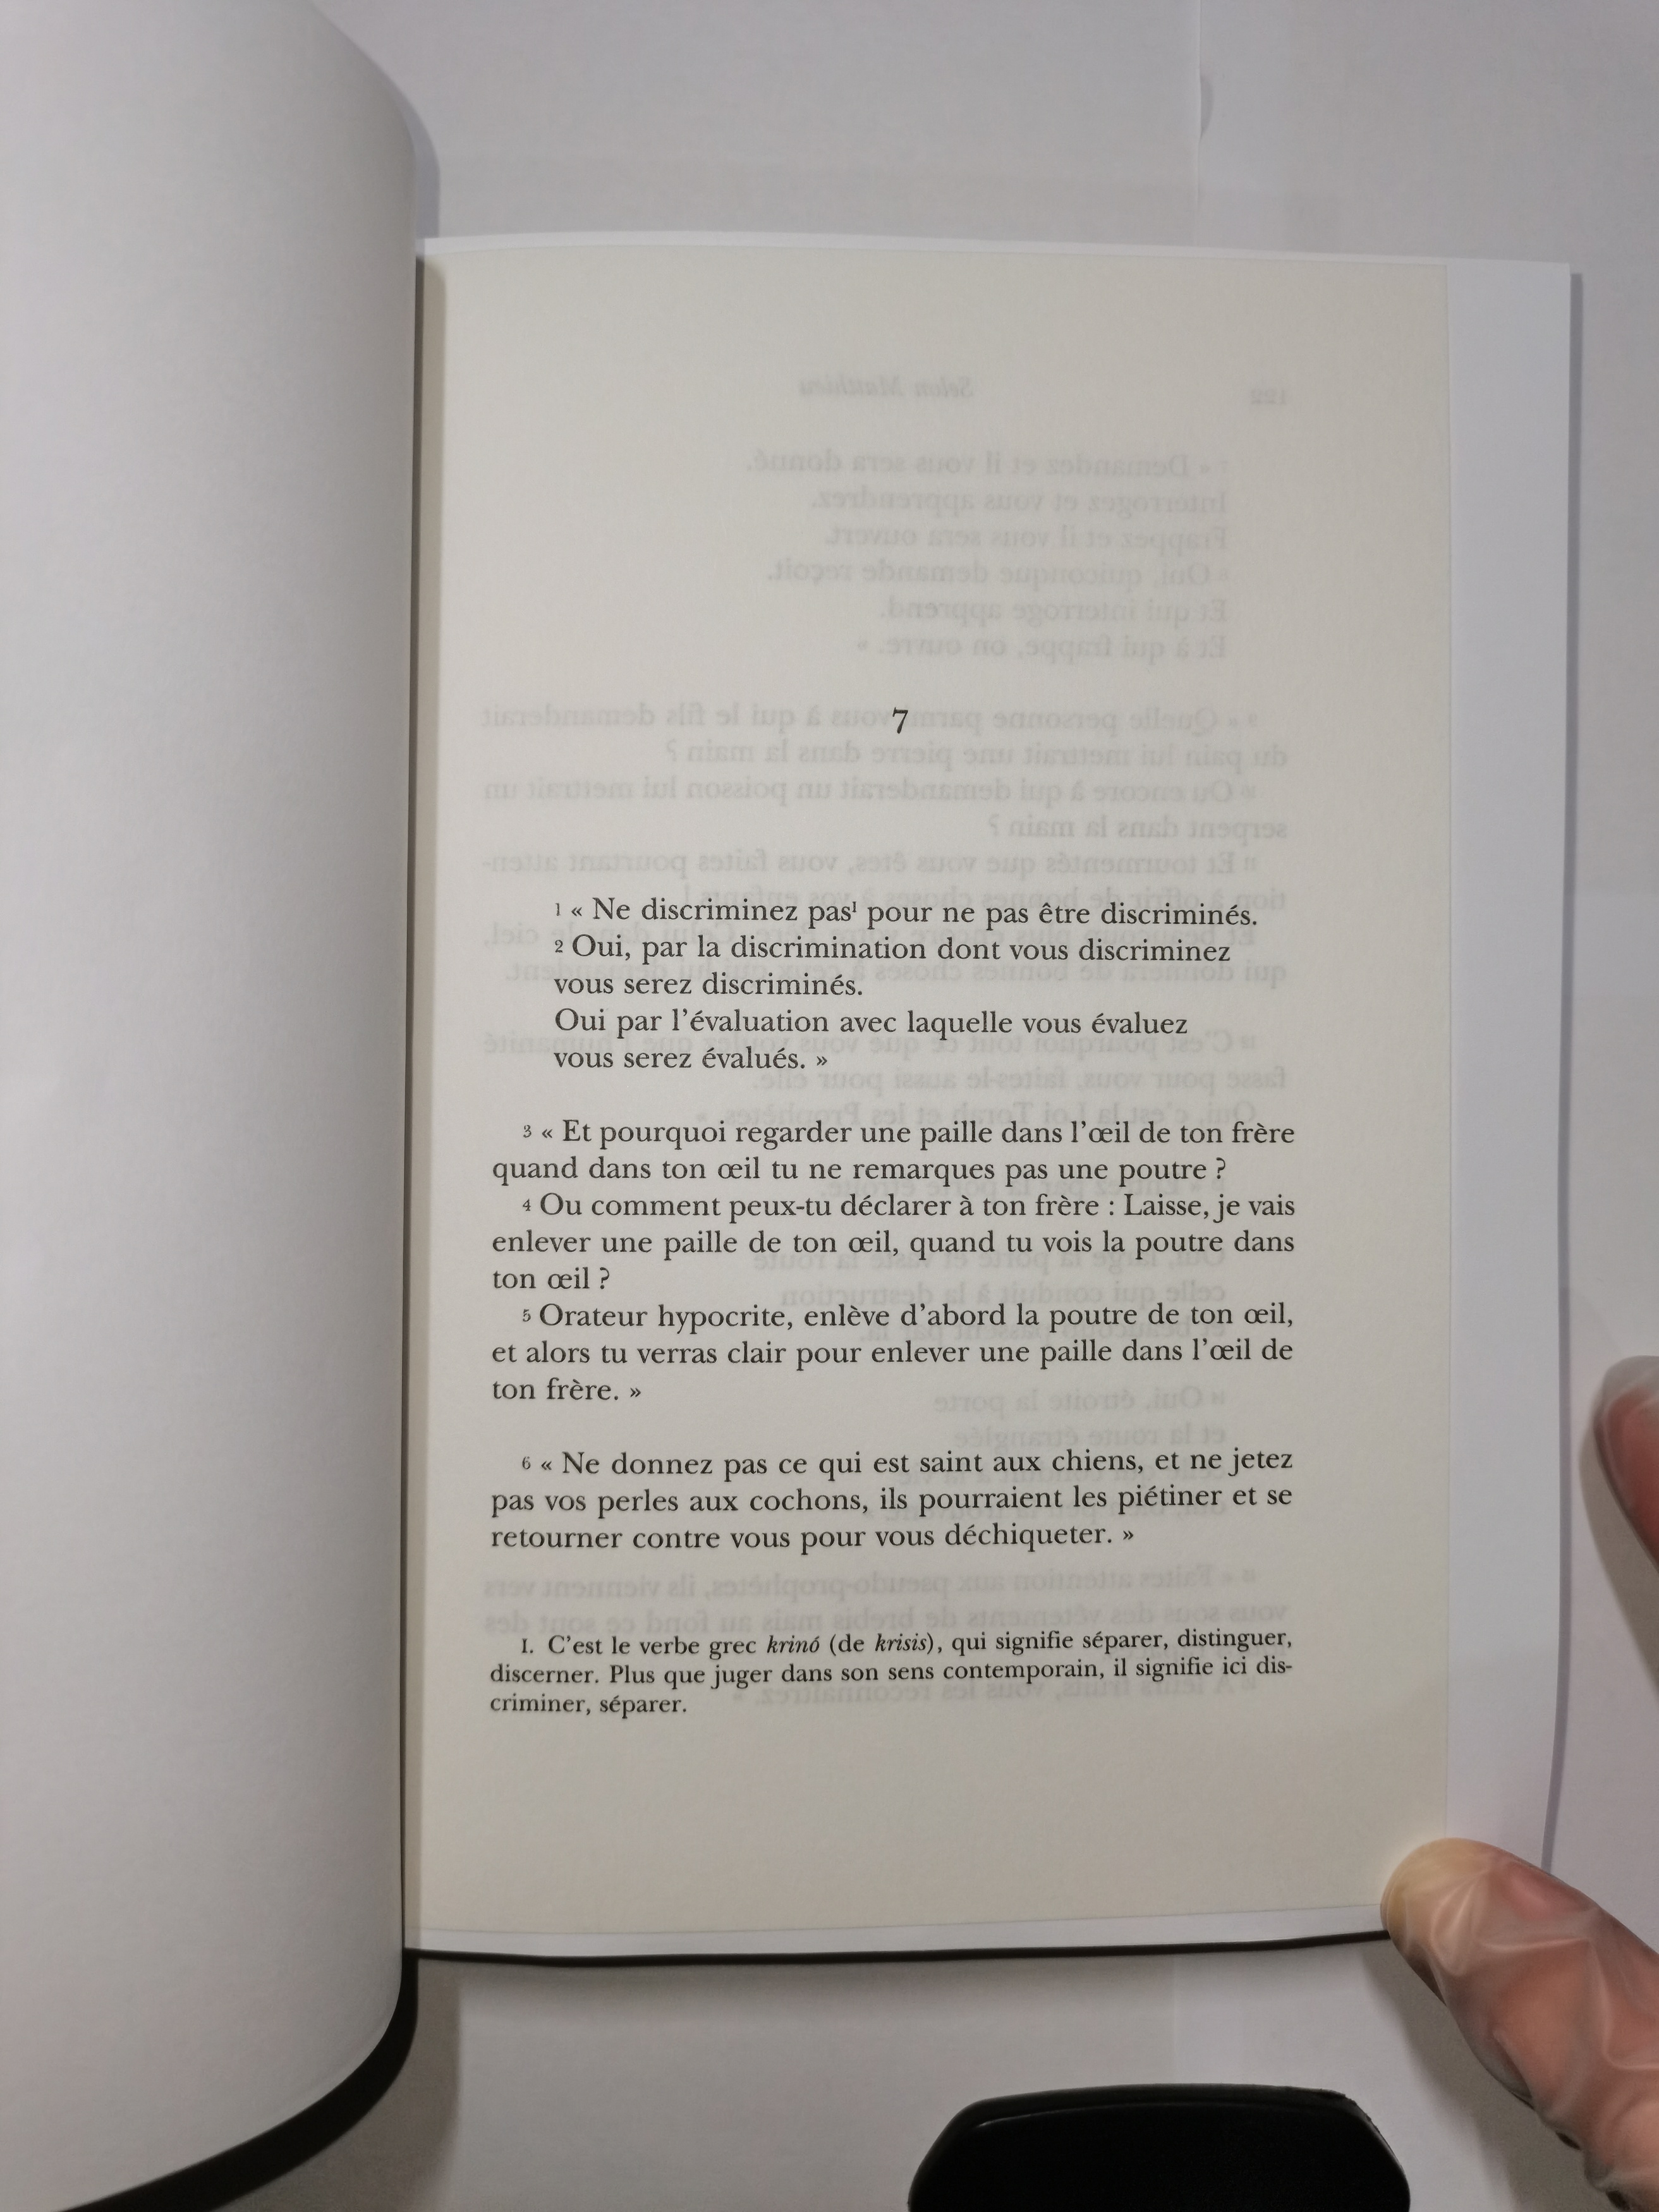 7
¹ « Ne discriminez pas¹ pour ne pas être discriminés.
² Oui, par la discrimination dont vous discriminez
vous serez discriminés.
Oui par l’évaluation avec laquelle vous évaluez
vous serez évalués. »
³ « Et pourquoi regarder une paille dans l’œil de ton frère
quand dans ton œil tu ne remarques pas une poutre ?
⁴ Ou comment peux-tu déclarer à ton frère : Laisse, je vais
enlever une paille de ton œil, quand tu vois la poutre dans
ton œil ?
⁵ Orateur hypocrite, enlève d’abord la poutre de ton œil,
et alors tu verras clair pour enlever une paille dans l’œil de
ton frère. »
⁶ « Ne donnez pas ce qui est saint aux chiens, et ne jetez
pas vos perles aux cochons, ils pourraient les piétiner et se
retourner contre vous pour vous déchiqueter. »
1. C’est le verbe grec krinó (de krisis), qui signifie séparer, distinguer,
discerner. Plus que juger dans son sens contemporain, il signifie ici dis-
criminer, séparer.